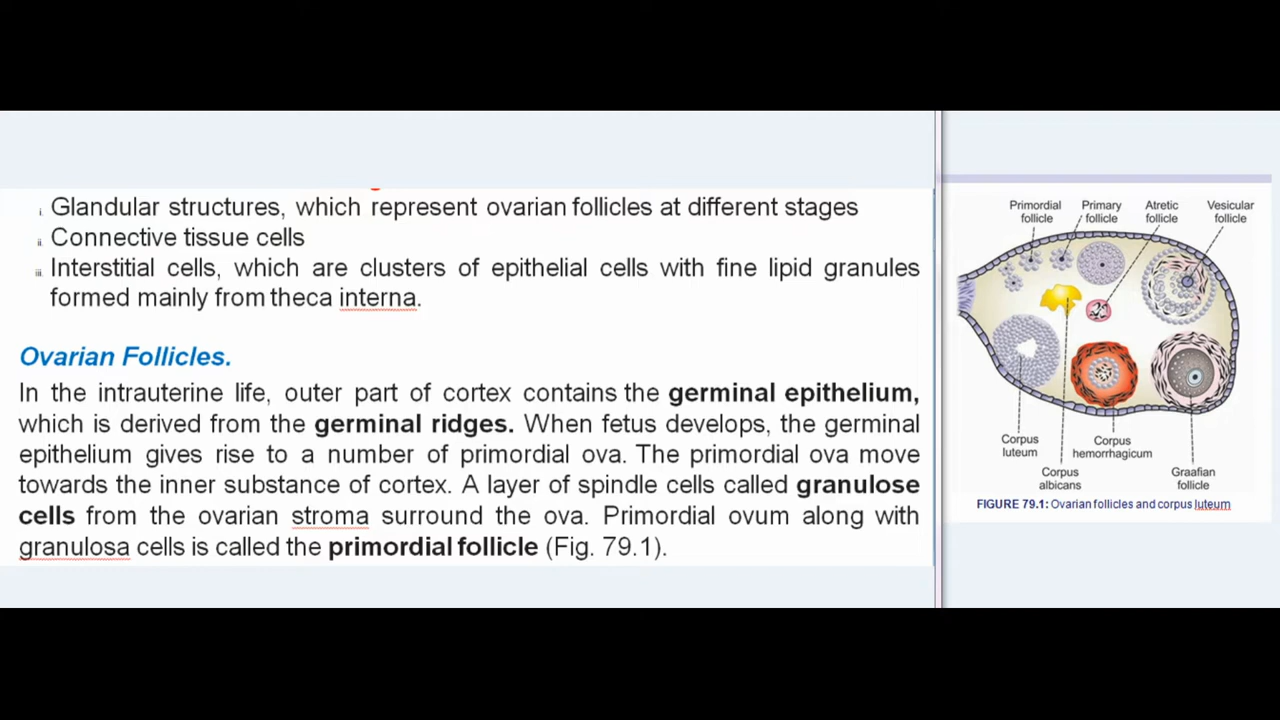 i. Glandular structures, which represent ovarian follicles at different stages
ii. Connective tissue cells
iii. Interstitial cells, which are clusters of epithelial cells with fine lipid granules
formed mainly from theca interna.
Ovarian Follicles.
In the intrauterine life, outer part of cortex contains the germinal epithelium,
which is derived from the germinal ridges. When fetus develops, the germinal
epithelium gives rise to a number of primordial ova. The primordial ova move
towards the inner substance of cortex. A layer of spindle cells called granulose
cells from the ovarian stroma surround the ova. Primordial ovum along with
granulosa cells is called the primordial follicle (Fig. 79.1).
Primordial
follicle
Primary
follicle
Atretic
follicle
Vesicular
follicle
Corpus
luteum
Corpus
albicans
Corpus
hemorrhagicum
Graafian
follicle
FIGURE 79.1: Ovarian follicles and corpus luteum